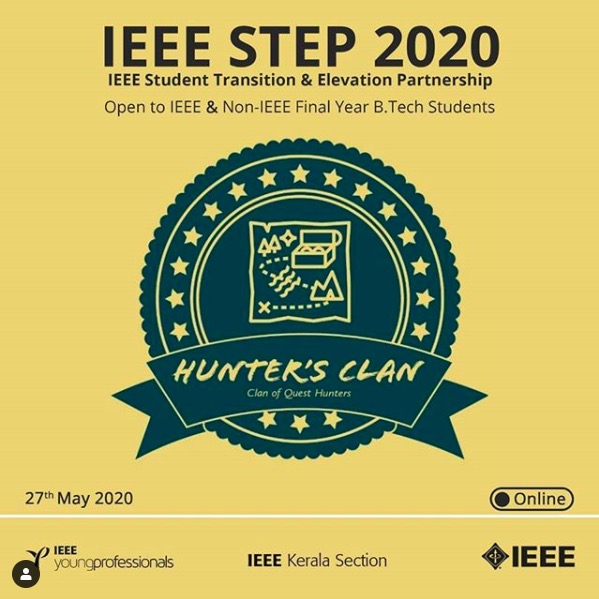 IEEE STEP 2020
IEEE Student Transition & Elevation Partnership
Open to IEEE & Non-IEEE Final Year B.Tech Students
HUNTER'S CLAN
Clan of Quest Hunters
27th May 2020
Online
IEEE
youngprofessionals
IEEE Kerala Section
IEEE